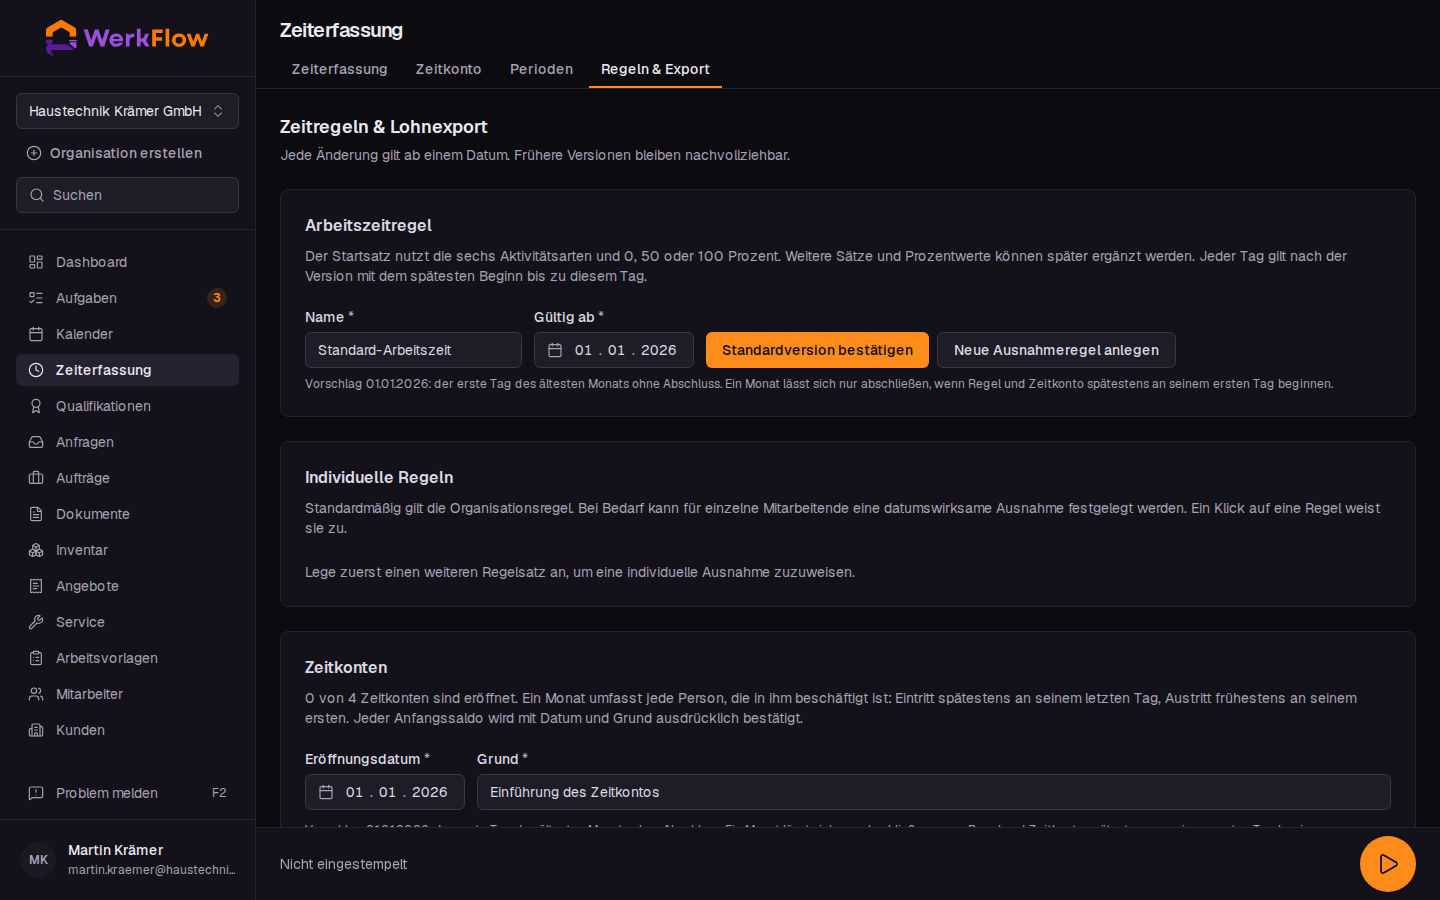 WerkFlow
Haustechnik Krämer GmbH
Organisation erstellen
Suchen
Dashboard
Aufgaben 3
Kalender
Zeiterfassung
Qualifikationen
Anfragen
Aufträge
Dokumente
Inventar
Angebote
Service
Arbeitsvorlagen
Mitarbeiter
Kunden
Problem melden F2
MK
Martin Krämer
martin.kraemer@haustechni...
Zeiterfassung
Zeiterfassung Zeitkonto Perioden Regeln & Export
Zeitregeln & Lohnexport
Jede Änderung gilt ab einem Datum. Frühere Versionen bleiben nachvollziehbar.
Arbeitszeitregel
Der Startsatz nutzt die sechs Aktivitätsarten und 0, 50 oder 100 Prozent. Weitere Sätze und Prozentwerte können später ergänzt werden. Jeder Tag gilt nach der
Version mit dem spätesten Beginn bis zu diesem Tag.
Name * Gültig ab *
Standard-Arbeitszeit 01 . 01 . 2026 Standardversion bestätigen Neue Ausnahmeregel anlegen
Vorschlag 01.01.2026: der erste Tag des ältesten Monats ohne Abschluss. Ein Monat lässt sich nur abschließen, wenn Regel und Zeitkonto spätestens an seinem ersten Tag beginnen.
Individuelle Regeln
Standardmäßig gilt die Organisationsregel. Bei Bedarf kann für einzelne Mitarbeitende eine datumswirksame Ausnahme festgelegt werden. Ein Klick auf eine Regel weist
sie zu.
Lege zuerst einen weiteren Regelsatz an, um eine individuelle Ausnahme zuzuweisen.
Zeitkonten
0 von 4 Zeitkonten sind eröffnet. Ein Monat umfasst jede Person, die in ihm beschäftigt ist: Eintritt spätestens an seinem letzten Tag, Austritt frühestens an seinem
ersten. Jeder Anfangssaldo wird mit Datum und Grund ausdrücklich bestätigt.
Eröffnungsdatum * Grund *
01 . 01 . 2026 Einführung des Zeitkontos
Nicht eingestempelt